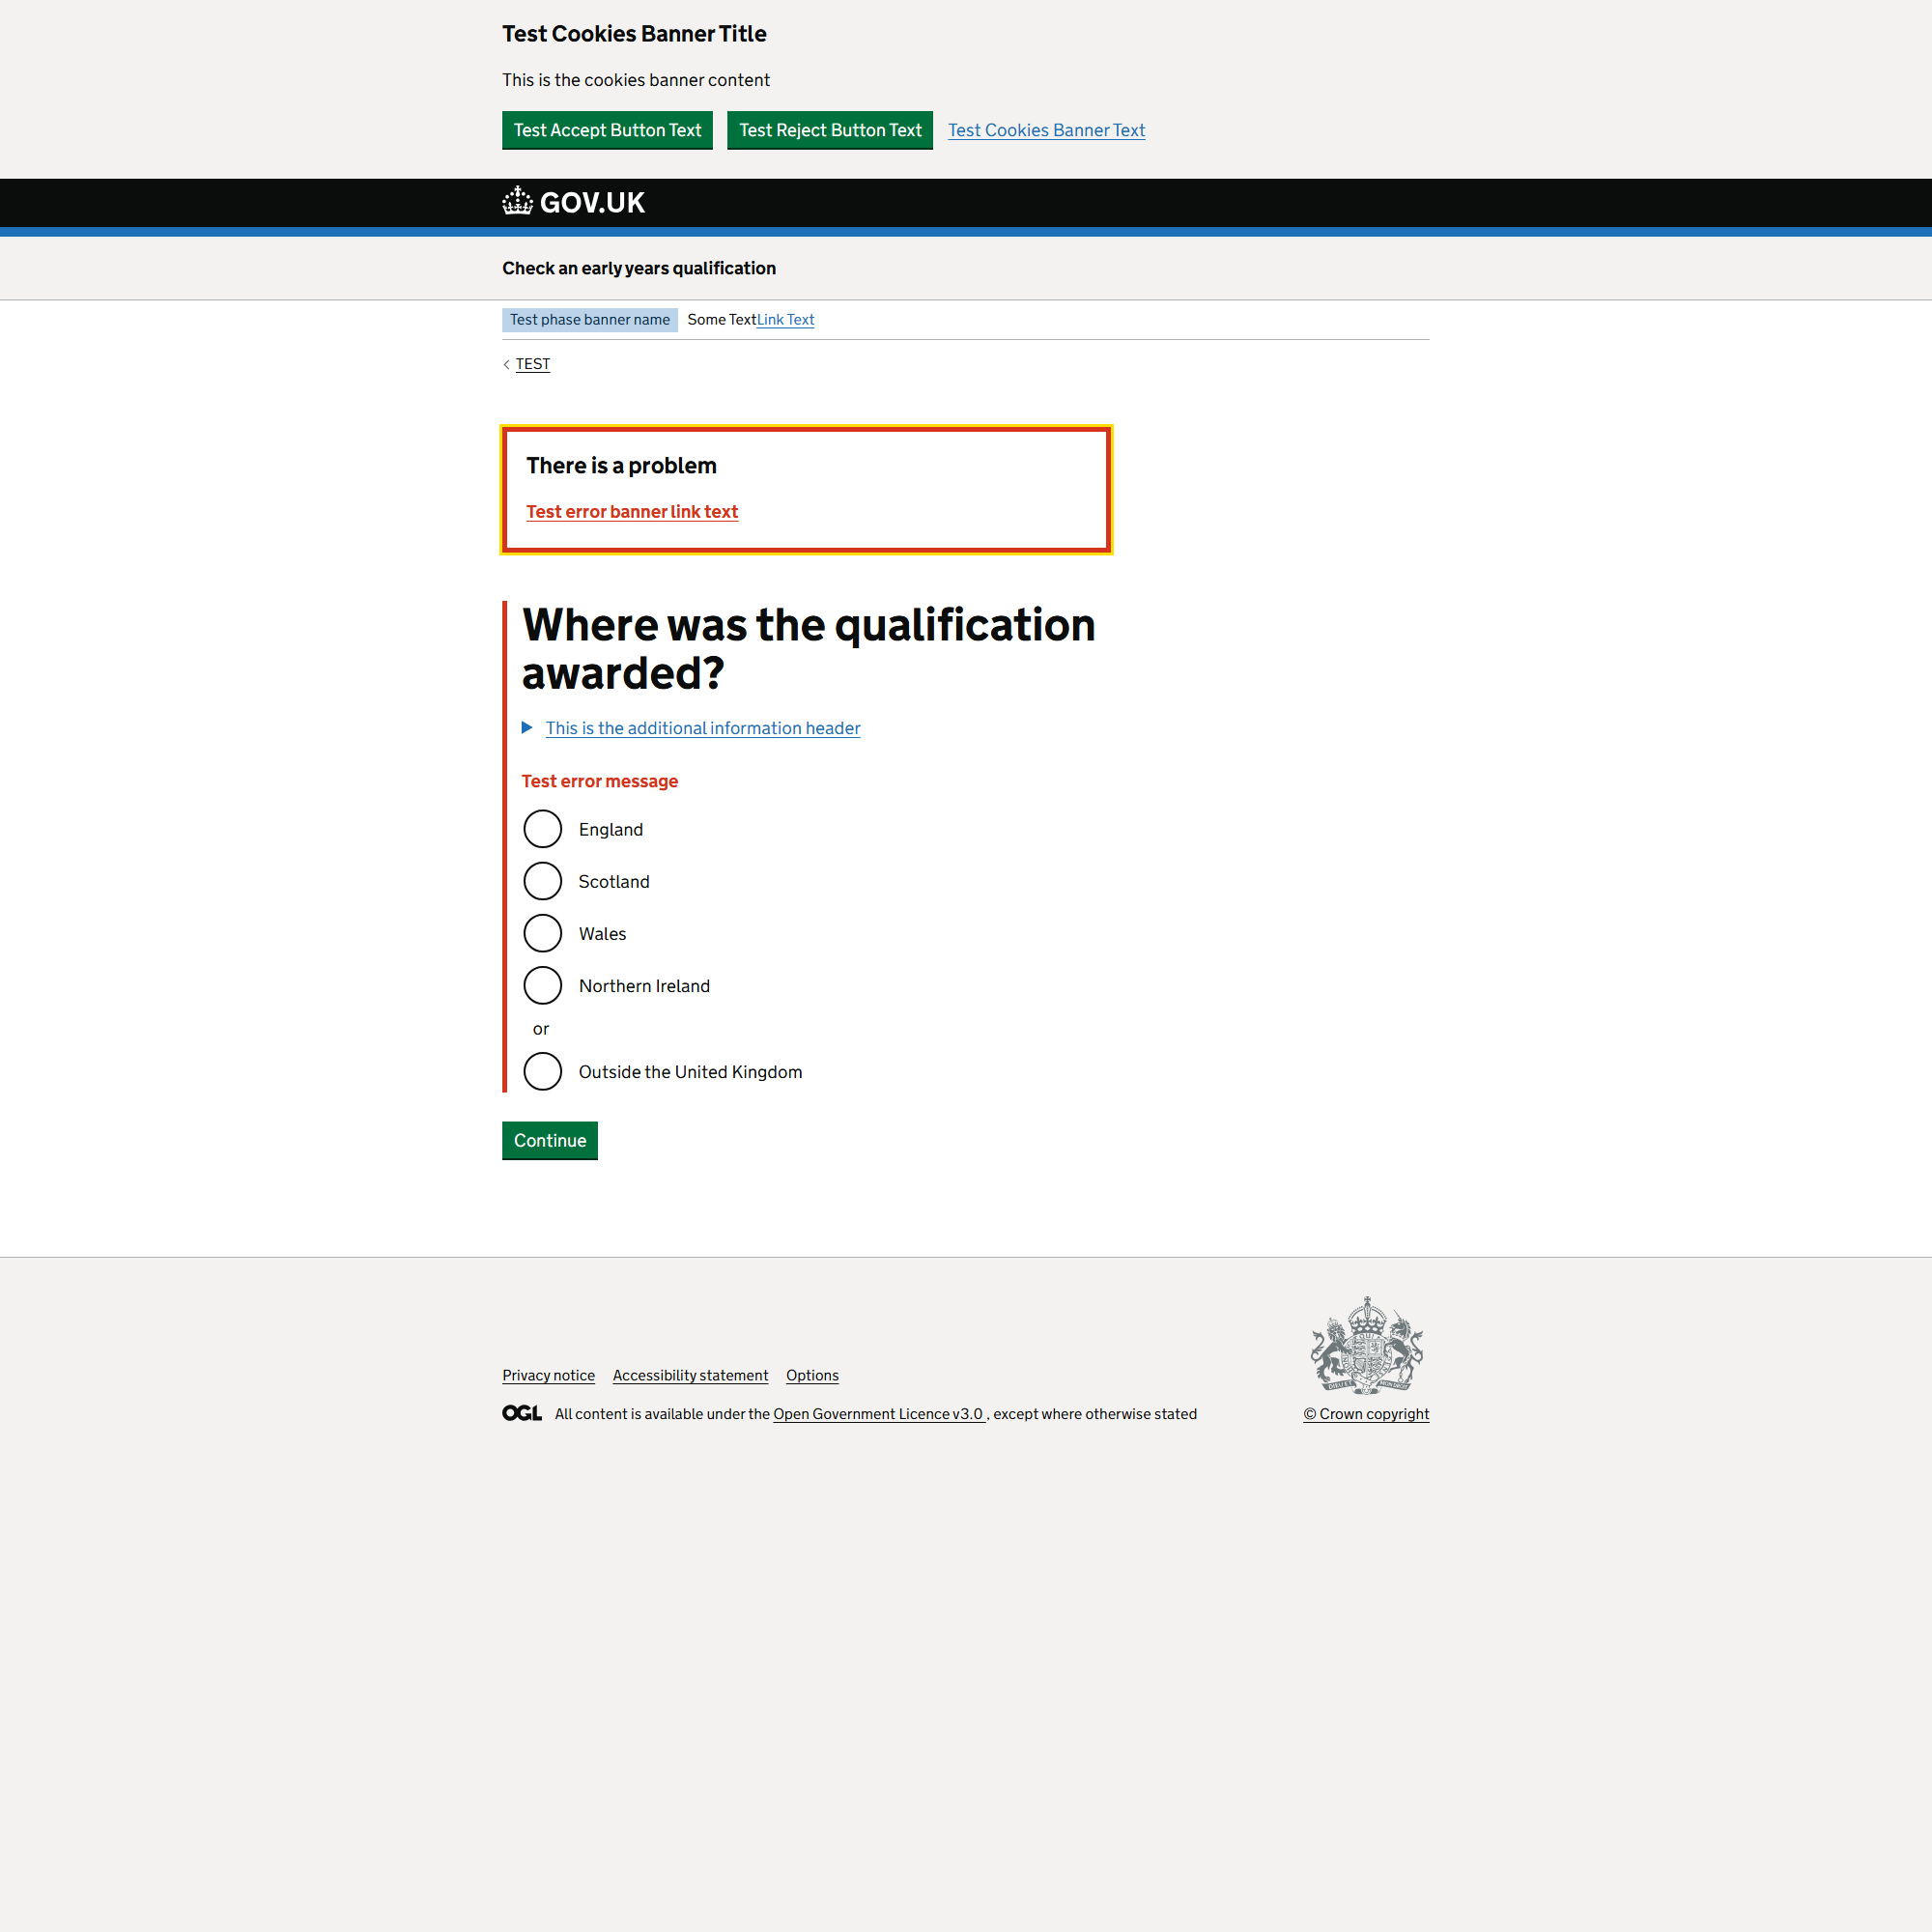 Test Cookies Banner Title
This is the cookies banner content
Test Accept Button Text Test Reject Button Text Test Cookies Banner Text
GOV.UK
Check an early years qualification
Test phase banner name Some TextLink Text
TEST
There is a problem
Test error banner link text
Where was the qualification
awarded?
This is the additional information header
Test error message
England
Scotland
Wales
Northern Ireland
or
Outside the United Kingdom
Continue
Privacy notice Accessibility statement Options
OGL All content is available under the Open Government Licence v3.0 , except where otherwise stated
© Crown copyright